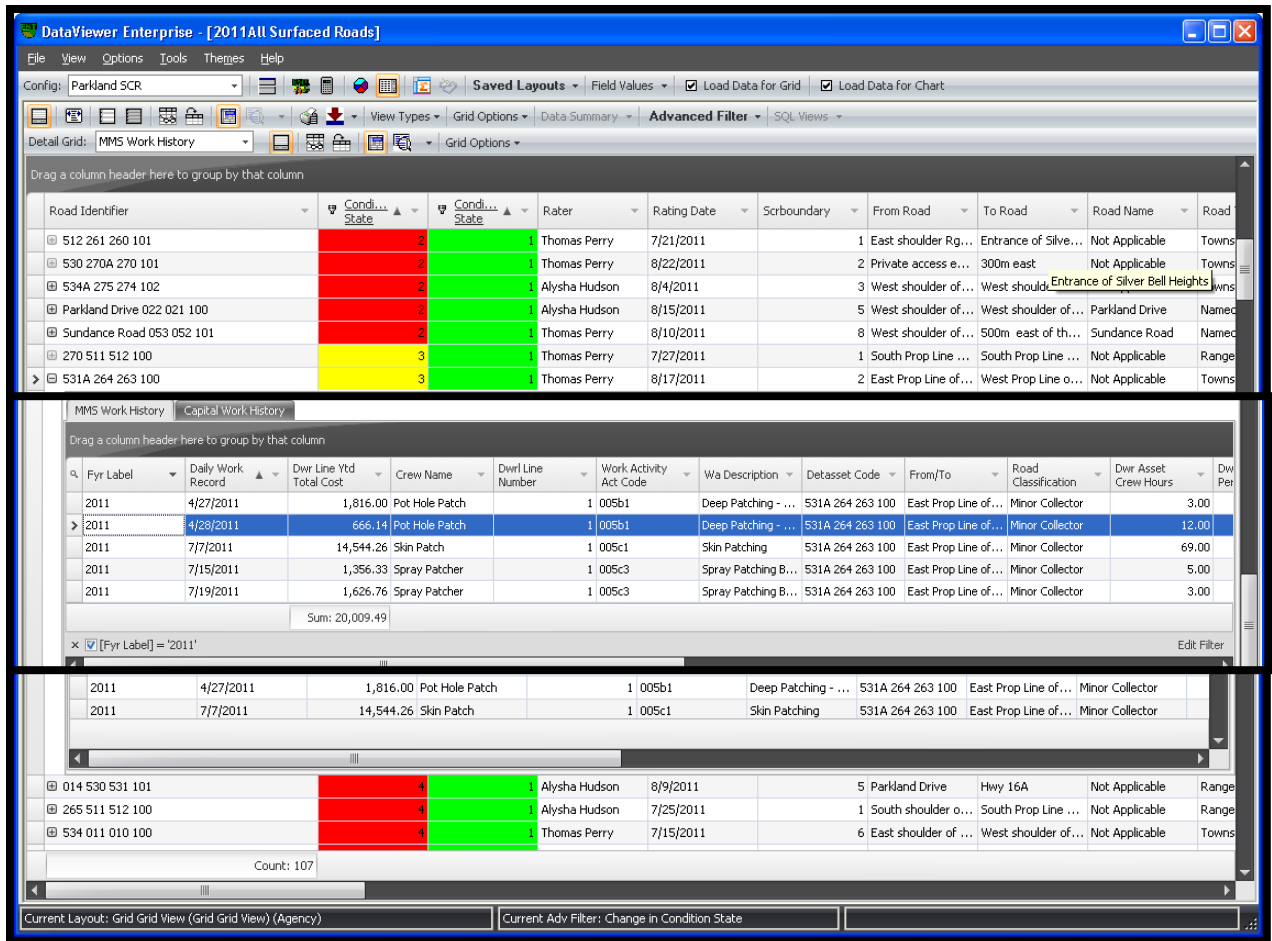 DataViewer Enterprise - [2011All Surfaced Roads]
File View Options Tools Themes Help
Config: Parkland SCR Saved Layouts Field Values Load Data for Grid Load Data for Chart
View Types Grid Options Data Summary Advanced Filter SQL Views
Detail Grid: MMS Work History Grid Options
Drag a column header here to group by that column
Road Identifier Condi... State Condi... State Rater Rating Date Scrboundary From Road To Road Road Name Road
512 261 260 101 2 1 Thomas Perry 7/21/2011 1 East shoulder Rg... Entrance of Silve... Not Applicable Towns
530 270A 270 101 2 1 Thomas Perry 8/22/2011 2 Private access e... 300m east Not Applicable Towns
Entrance of Silver Bell Heights
534A 275 274 102 2 1 Alysha Hudson 8/4/2011 3 West shoulder of... West shoulde wns
Parkland Drive 022 021 100 2 1 Alysha Hudson 8/15/2011 5 West shoulder of... West shoulder of... Parkland Drive Named
Sundance Road 053 052 101 2 1 Thomas Perry 8/10/2011 8 West shoulder of... 500m east of th... Sundance Road Named
270 511 512 100 3 1 Thomas Perry 7/27/2011 1 South Prop Line ... South Prop Line ... Not Applicable Range
531A 264 263 100 3 1 Thomas Perry 8/17/2011 2 East Prop Line of... West Prop Line o... Not Applicable Towns
MMS Work History Capital Work History
Drag a column header here to group by that column
Fyr Label Daily Work Record Dwr Line Ytd Total Cost Crew Name Dwrl Line Number Work Activity Act Code Wa Description Detasset Code From/To Road Classification Dwr Asset Crew Hours Dw Per
2011 4/27/2011 1,816.00 Pot Hole Patch 1 005b1 Deep Patching - ... 531A 264 263 100 East Prop Line of... Minor Collector 3.00
2011 4/28/2011 666.14 Pot Hole Patch 1 005b1 Deep Patching - ... 531A 264 263 100 East Prop Line of... Minor Collector 12.00
2011 7/7/2011 14,544.26 Skin Patch 1 005c1 Skin Patching 531A 264 263 100 East Prop Line of... Minor Collector 69.00
2011 7/15/2011 1,356.33 Spray Patcher 1 005c3 Spray Patching B... 531A 264 263 100 East Prop Line of... Minor Collector 5.00
2011 7/19/2011 1,626.76 Spray Patcher 1 005c3 Spray Patching B... 531A 264 263 100 East Prop Line of... Minor Collector 3.00
Sum: 20,009.49
[Fyr Label] = '2011' Edit Filter
2011 4/27/2011 1,816.00 Pot Hole Patch 1 005b1 Deep Patching - ... 531A 264 263 100 East Prop Line of... Minor Collector
2011 7/7/2011 14,544.26 Skin Patch 1 005c1 Skin Patching 531A 264 263 100 East Prop Line of... Minor Collector
014 530 531 101 4 1 Alysha Hudson 8/9/2011 5 Parkland Drive Hwy 16A Not Applicable Range
265 511 512 100 4 1 Alysha Hudson 7/25/2011 1 South shoulder o... South Prop Line ... Not Applicable Range
534 011 010 100 4 1 Thomas Perry 7/15/2011 6 East shoulder of ... West shoulder of... Not Applicable Towns
Count: 107
Current Layout: Grid Grid View (Grid Grid View) (Agency) Current Adv Filter: Change in Condition State